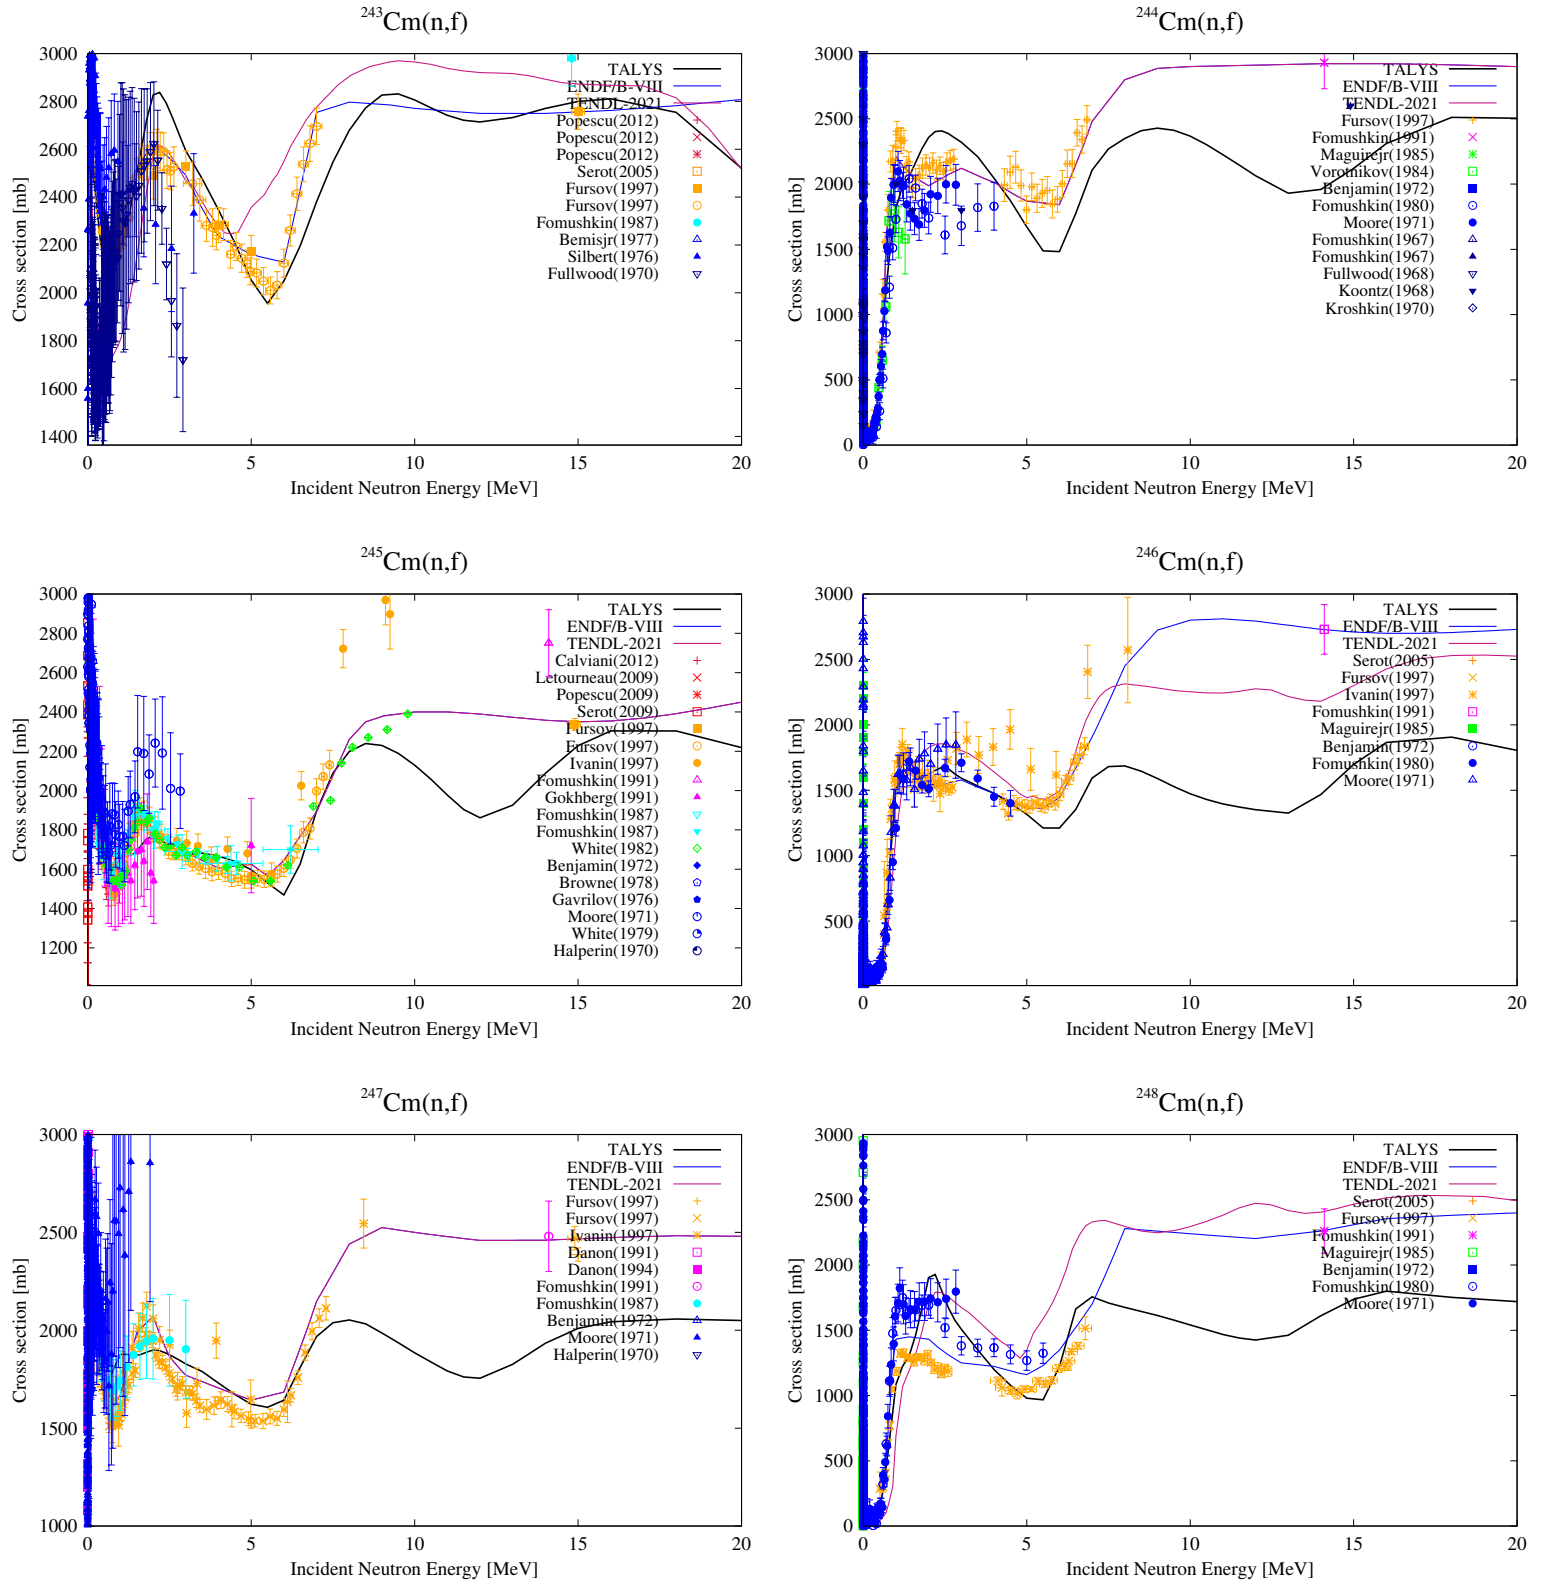 243Cm(n,f)
3000
2800
2600
2400
2200
2000
1800
1600
1400
Cross section [mb]
TALYS
ENDF/B-VIII
TENDL-2021
Popescu(2012)
Popescu(2012)
Popescu(2012)
Serot(2005)
Fursov(1997)
Fursov(1997)
Fomushkin(1987)
Bemisjr(1977)
Silbert(1976)
Fullwood(1970)
0 5 10 15 20
Incident Neutron Energy [MeV]
244Cm(n,f)
3000
2500
2000
1500
1000
500
0
Cross section [mb]
TALYS
ENDF/B-VIII
TENDL-2021
Fursov(1997)
Fomushkin(1991)
Maguirejr(1985)
Vorotnikov(1984)
Benjamin(1972)
Fomushkin(1980)
Moore(1971)
Fomushkin(1967)
Fomushkin(1967)
Fullwood(1968)
Koontz(1968)
Kroshkin(1970)
0 5 10 15 20
Incident Neutron Energy [MeV]
245Cm(n,f)
3000
2800
2600
2400
2200
2000
1800
1600
1400
1200
Cross section [mb]
TALYS
ENDF/B-VIII
TENDL-2021
Calviani(2012)
Letourneau(2009)
Popescu(2009)
Serot(2009)
Fursov(1997)
Fursov(1997)
Ivanin(1997)
Fomushkin(1991)
Gokhberg(1991)
Fomushkin(1987)
Fomushkin(1987)
White(1982)
Benjamin(1972)
Browne(1978)
Gavrilov(1976)
Moore(1971)
White(1979)
Halperin(1970)
0 5 10 15 20
Incident Neutron Energy [MeV]
246Cm(n,f)
3000
2500
2000
1500
1000
500
Cross section [mb]
TALYS
ENDF/B-VIII
TENDL-2021
Serot(2005)
Fursov(1997)
Ivanin(1997)
Fomushkin(1991)
Maguirejr(1985)
Benjamin(1972)
Fomushkin(1980)
Moore(1971)
0 5 10 15 20
Incident Neutron Energy [MeV]
247Cm(n,f)
3000
2500
2000
1500
1000
Cross section [mb]
TALYS
ENDF/B-VIII
TENDL-2021
Fursov(1997)
Fursov(1997)
Ivanin(1997)
Danon(1991)
Danon(1994)
Fomushkin(1991)
Fomushkin(1987)
Benjamin(1972)
Moore(1971)
Halperin(1970)
0 5 10 15 20
Incident Neutron Energy [MeV]
248Cm(n,f)
3000
2500
2000
1500
1000
500
0
Cross section [mb]
TALYS
ENDF/B-VIII
TENDL-2021
Serot(2005)
Fursov(1997)
Fomushkin(1991)
Maguirejr(1985)
Benjamin(1972)
Fomushkin(1980)
Moore(1971)
0 5 10 15 20
Incident Neutron Energy [MeV]